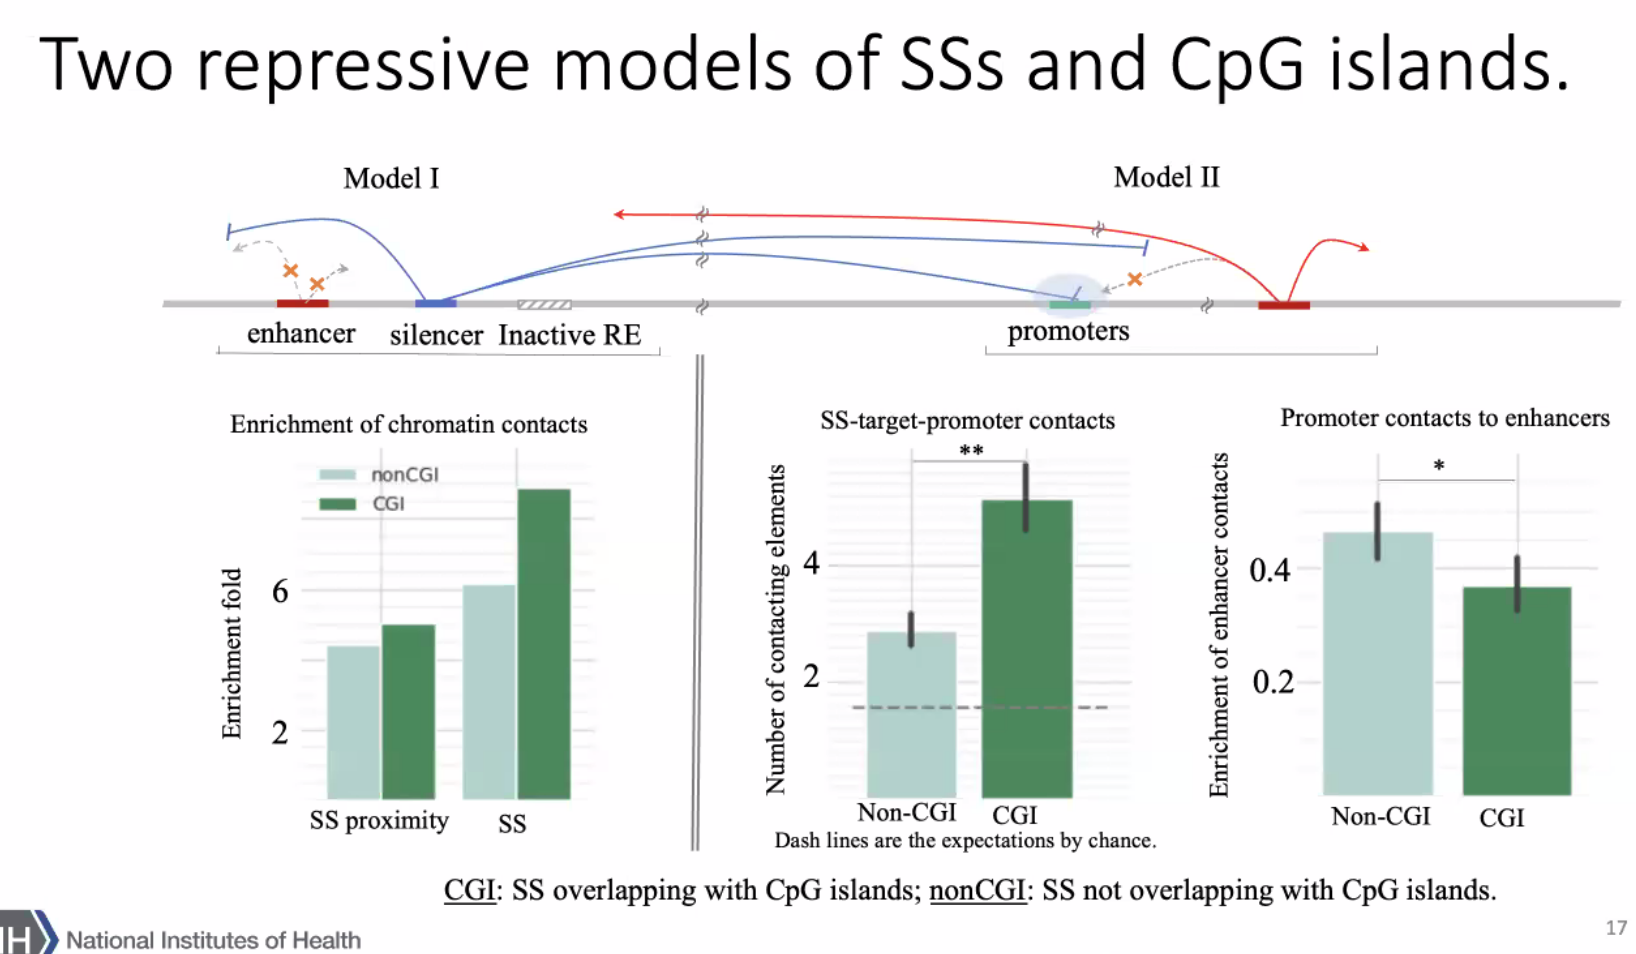 Two repressive models of SSs and CpG islands.
Model I
Model II
enhancer
silencer
Inactive RE
promoters
Enrichment of chromatin contacts
nonCGI
CGI
Enrichment fold
6
2
SS proximity
SS
SS-target-promoter contacts
**
Number of contacting elements
4
2
Non-CGI
CGI
Dash lines are the expectations by chance.
Promoter contacts to enhancers
*
Enrichment of enhancer contacts
0.4
0.2
Non-CGI
CGI
CGI: SS overlapping with CpG islands; nonCGI: SS not overlapping with CpG islands.
IH National Institutes of Health
17